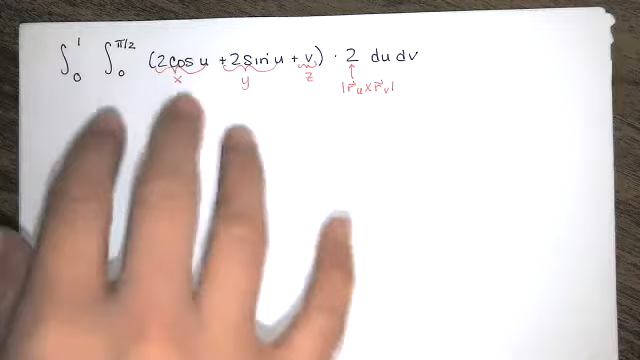 ∫₀¹ ∫₀^{π/2} (2cos u + 2sin u + v) · 2 du dv
x y z
|r⃗ᵤ × r⃗ᵥ|